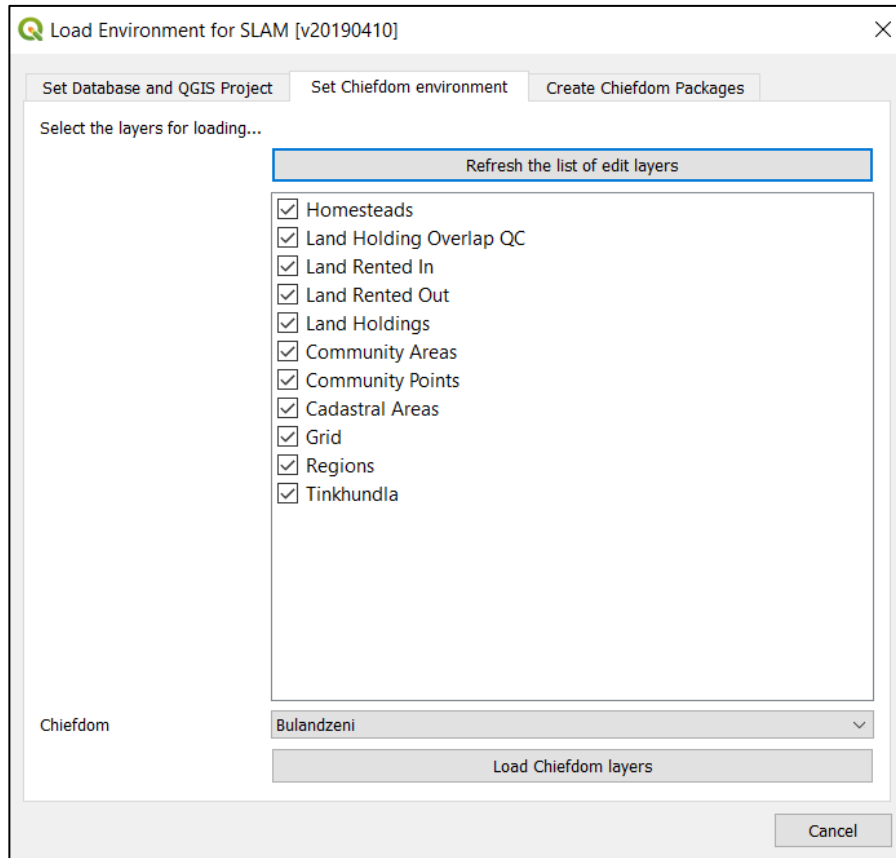 Load Environment for SLAM [v20190410]
Set Database and QGIS Project
Set Chiefdom environment
Create Chiefdom Packages
Select the layers for loading...
Refresh the list of edit layers
Homesteads
Land Holding Overlap QC
Land Rented In
Land Rented Out
Land Holdings
Community Areas
Community Points
Cadastral Areas
Grid
Regions
Tinkhundla
Chiefdom
Bulandzeni
Load Chiefdom layers
Cancel